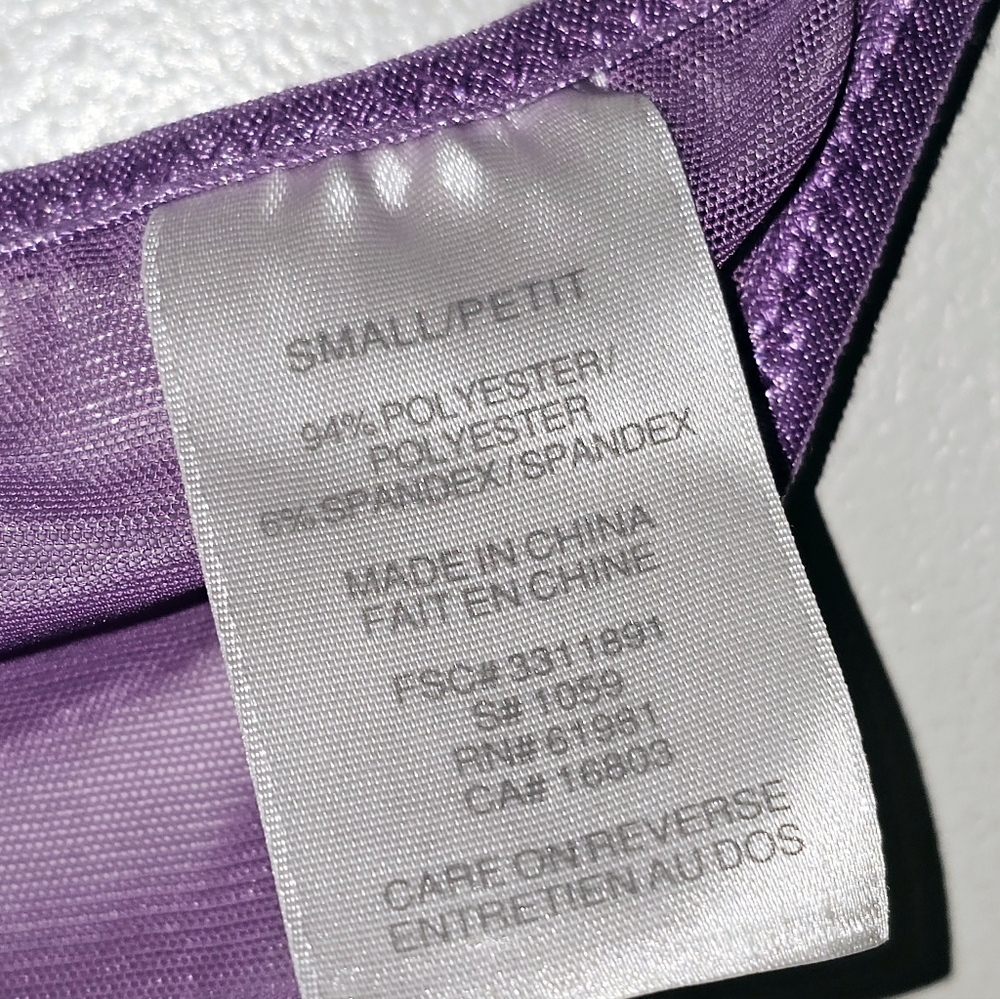 SMALL/PETIT
94% POLYESTER/
POLYESTER
6% SPANDEX/SPANDEX
MADE IN CHINA
FAIT EN CHINE
FSC# 3311891
S# 1059
RN# 61981
CA# 16803
CARE ON REVERSE
ENTRETIEN AU DOS